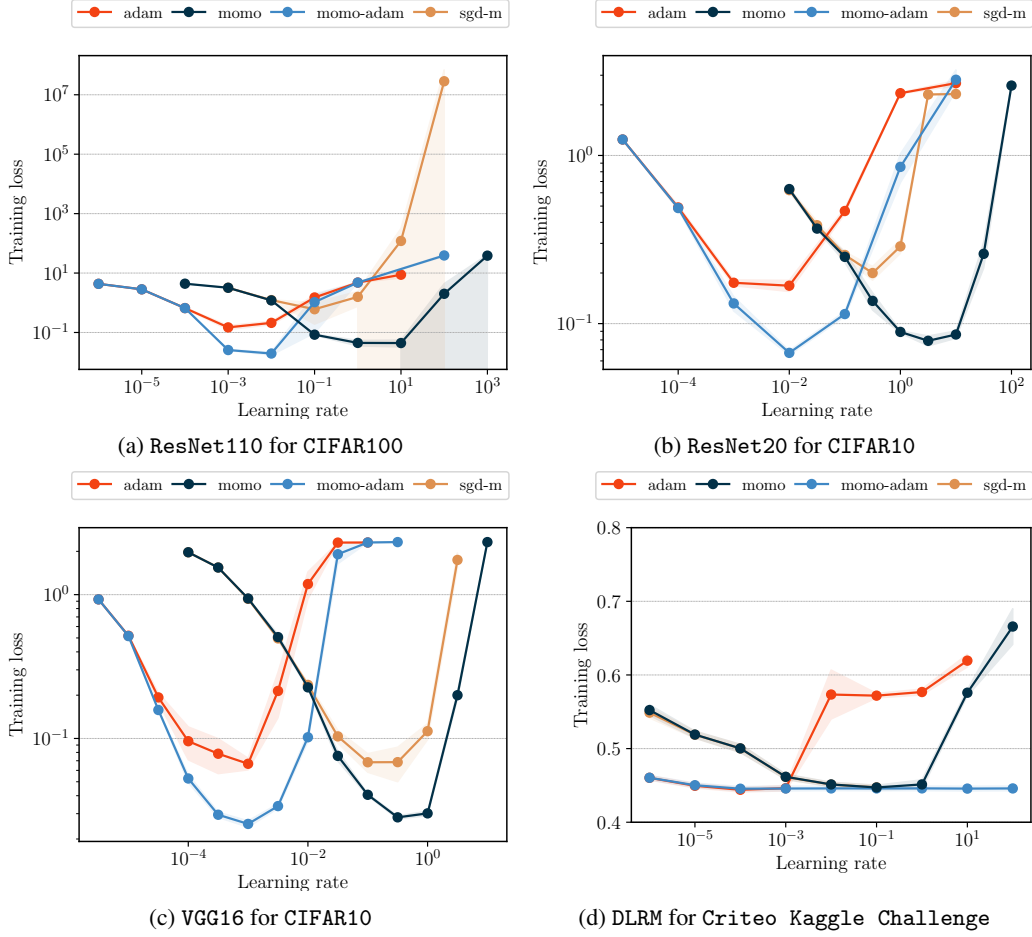 adam momo momo-adam sgd-m
10^7
10^5
10^3
10^1
10^−1
Training loss
10^−5 10^−3 10^−1 10^1 10^3
Learning rate
(a) ResNet110 for CIFAR100
adam momo momo-adam sgd-m
10^0
10^−1
Training loss
10^−4 10^−2 10^0 10^2
Learning rate
(b) ResNet20 for CIFAR10
adam momo momo-adam sgd-m
10^0
10^−1
Training loss
10^−4 10^−2 10^0
Learning rate
(c) VGG16 for CIFAR10
adam momo momo-adam sgd-m
0.8
0.7
0.6
0.5
0.4
Training loss
10^−5 10^−3 10^−1 10^1
Learning rate
(d) DLRM for Criteo Kaggle Challenge